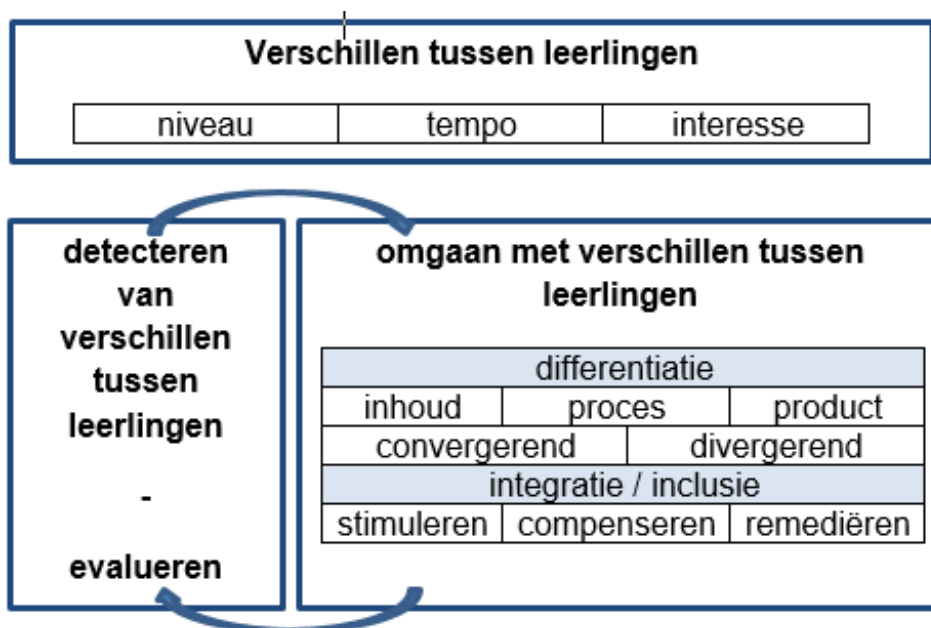 Verschillen tussen leerlingen
niveau tempo interesse
detecteren
van
verschillen
tussen
leerlingen
-
evalueren
omgaan met verschillen tussen
leerlingen
differentiatie
inhoud proces product
convergerend divergerend
integratie / inclusie
stimuleren compenseren remediëren